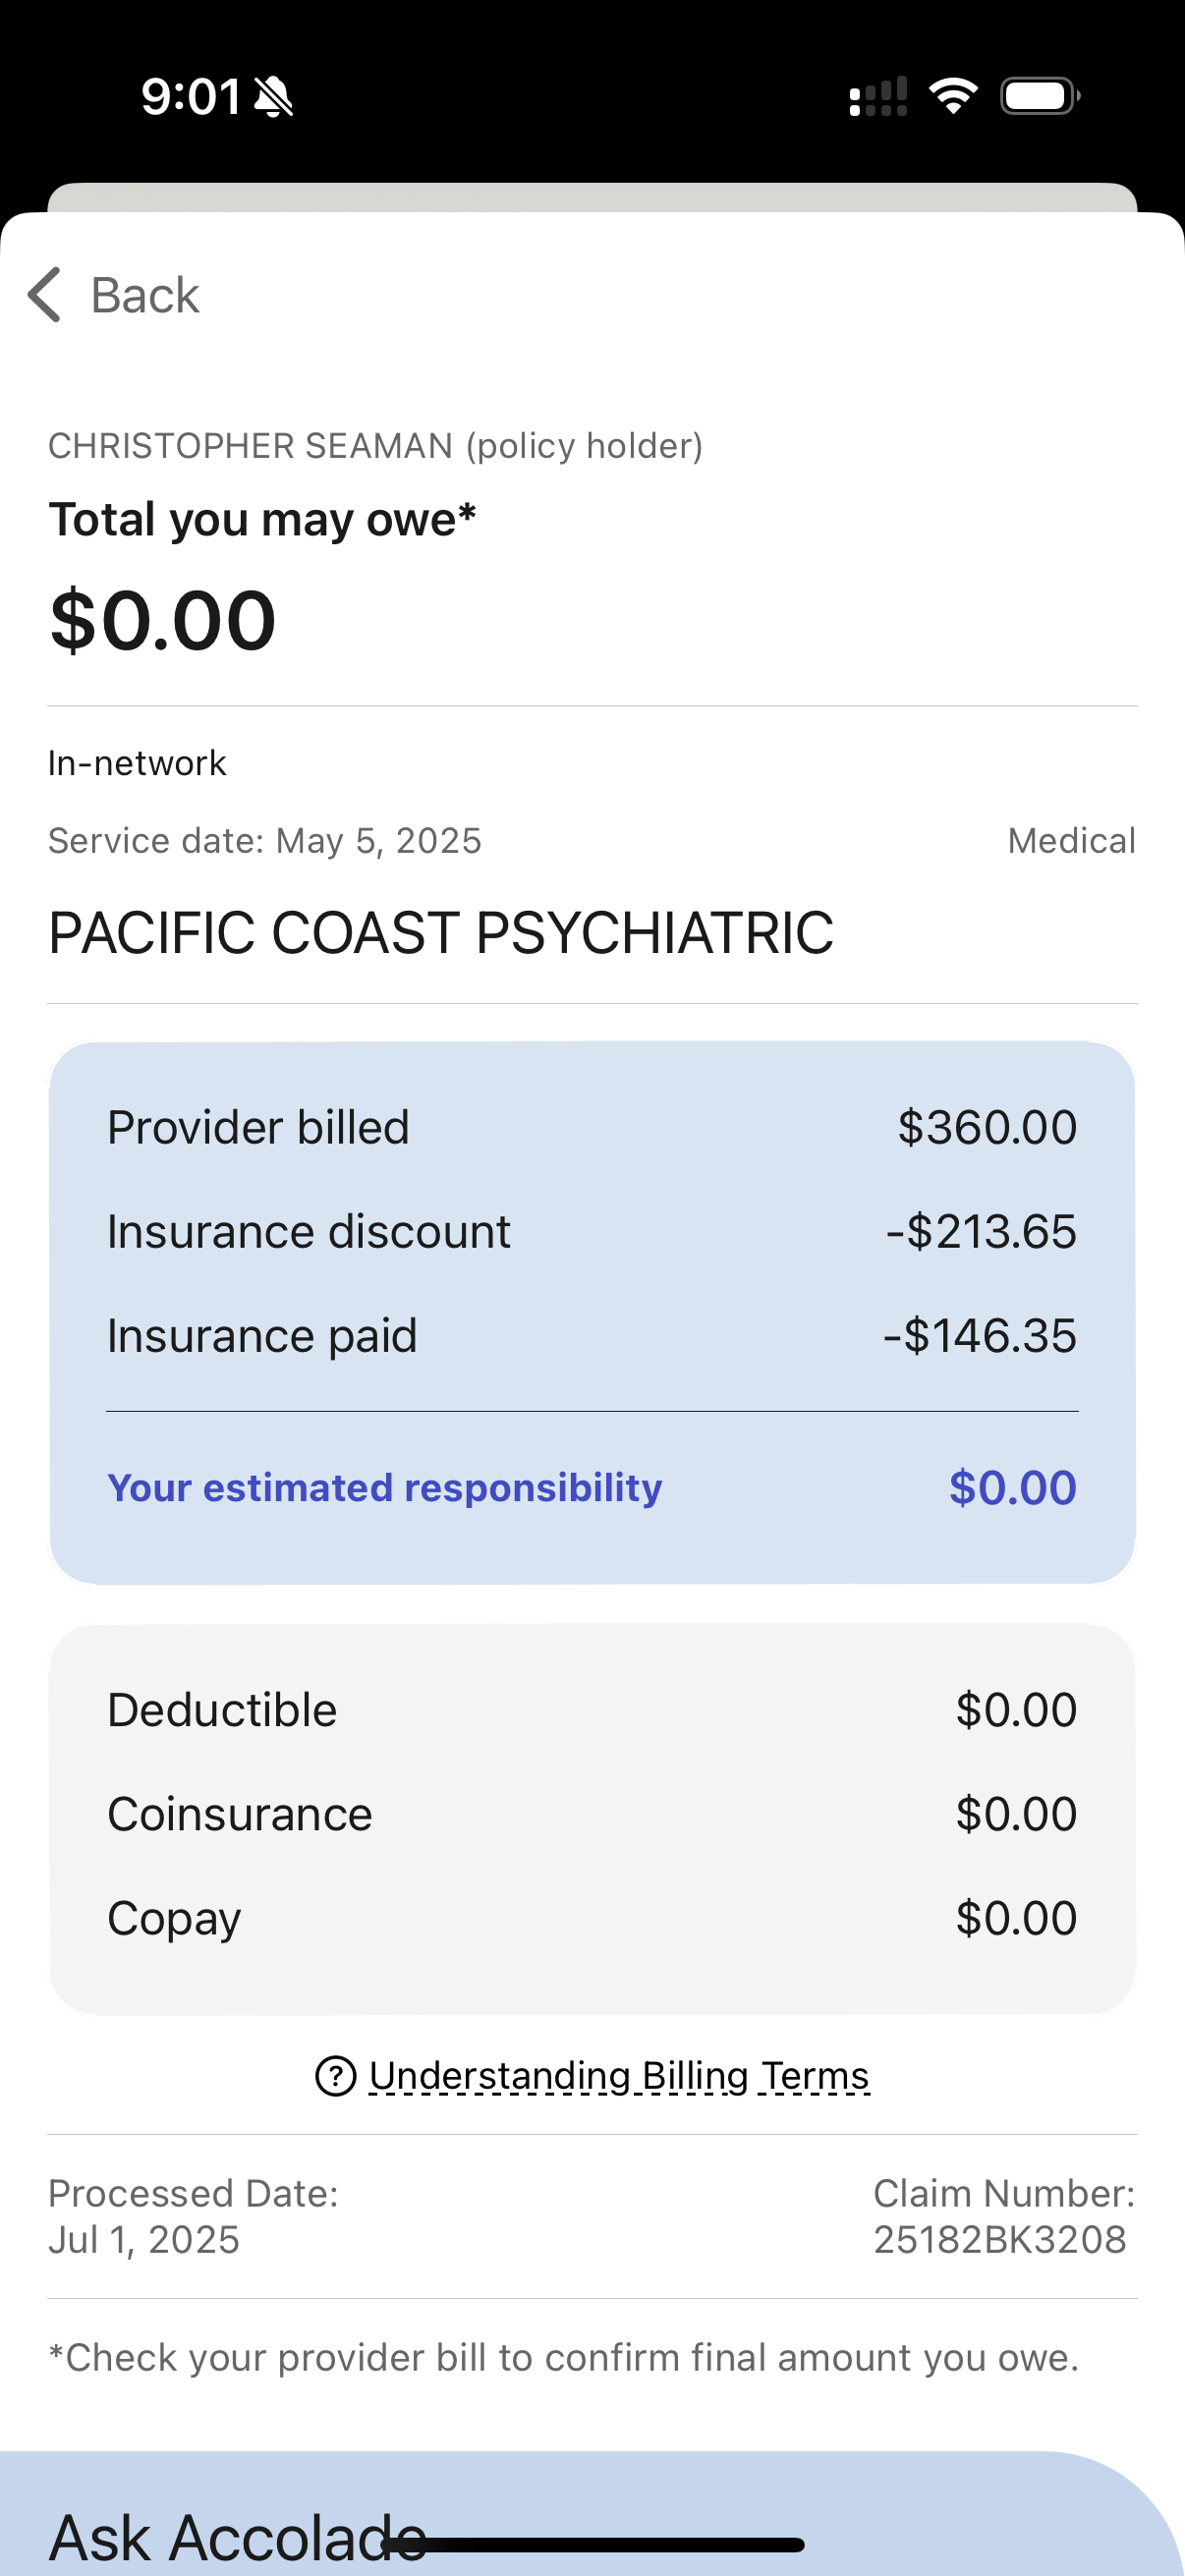 9:01
Back
CHRISTOPHER SEAMAN (policy holder)
Total you may owe*
$0.00
In-network
Service date: May 5, 2025 Medical
PACIFIC COAST PSYCHIATRIC
Provider billed $360.00
Insurance discount -$213.65
Insurance paid -$146.35
Your estimated responsibility $0.00
Deductible $0.00
Coinsurance $0.00
Copay $0.00
? Understanding Billing Terms
Processed Date: Claim Number:
Jul 1, 2025 25182BK3208
*Check your provider bill to confirm final amount you owe.
Ask Accolade